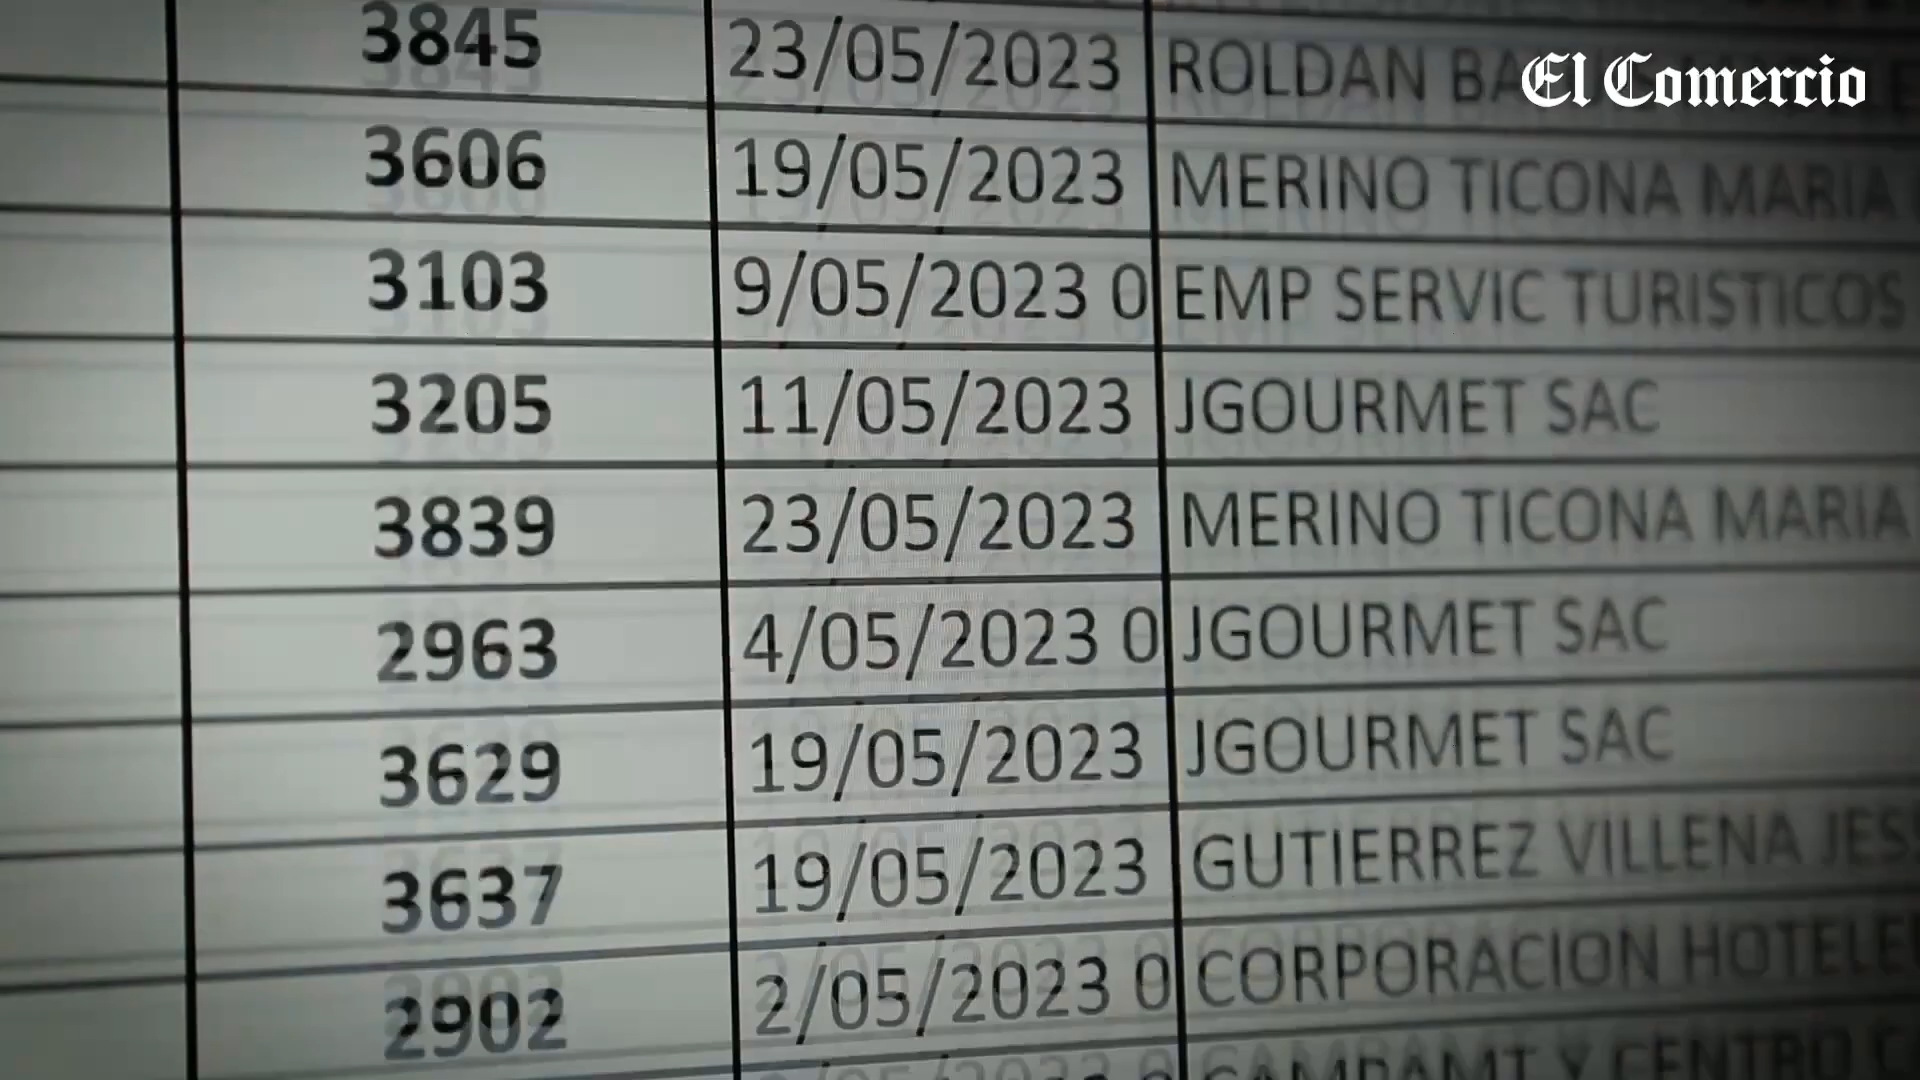 El Comercio
3845 23/05/2023 ROLDAN
3606 19/05/2023 MERINO TICONA MARIA
3103 9/05/2023 0 EMP SERVIC TURISTICOS
3205 11/05/2023 JGOURMET SAC
3839 23/05/2023 MERINO TICONA MARIA
2963 4/05/2023 0 JGOURMET SAC
3629 19/05/2023 JGOURMET SAC
3637 19/05/2023 GUTIERREZ VILLENA JES
2902 2/05/2023 0 CORPORACION HOTELE
Y CENTRO